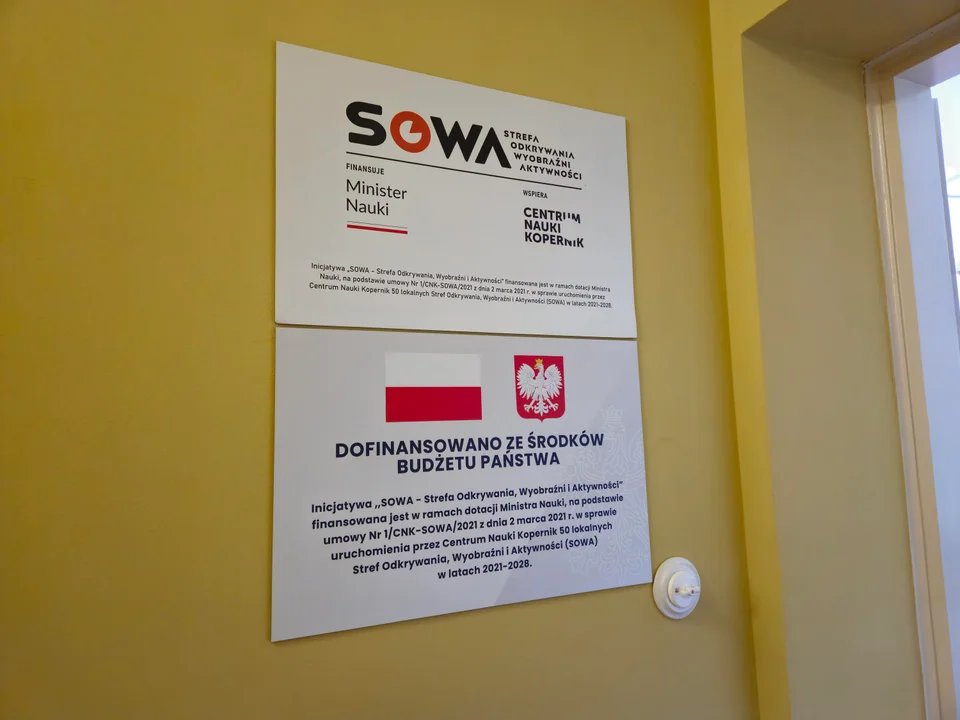 SOWA
STREFA
ODKRYWANIA
WYOBRAŹNI
AKTYWNOŚCI
FINANSUJE
Minister
Nauki
WSPIERA
CENTRUM
NAUKI
KOPERNIK
Inicjatywa „SOWA - Strefa Odkrywania, Wyobraźni i Aktywności" finansowana jest w ramach dotacji Ministra
Nauki, na podstawie umowy Nr 1/CNK-SOWA/2021 z dnia 2 marca 2021 r. w sprawie uruchomienia przez
Centrum Nauki Kopernik 50 lokalnych Stref Odkrywania, Wyobraźni i Aktywności (SOWA) w latach 2021-2028.
DOFINANSOWANO ZE ŚRODKÓW
BUDŻETU PAŃSTWA
Inicjatywa ,,SOWA - Strefa Odkrywania, Wyobraźni i Aktywności"
finansowana jest w ramach dotacji Ministra Nauki, na podstawie
umowy Nr 1/CNK-SOWA/2021 z dnia 2 marca 2021 r. w sprawie
uruchomienia przez Centrum Nauki Kopernik 50 lokalnych
Stref Odkrywania, Wyobraźni i Aktywności (SOWA)
w latach 2021-2028.